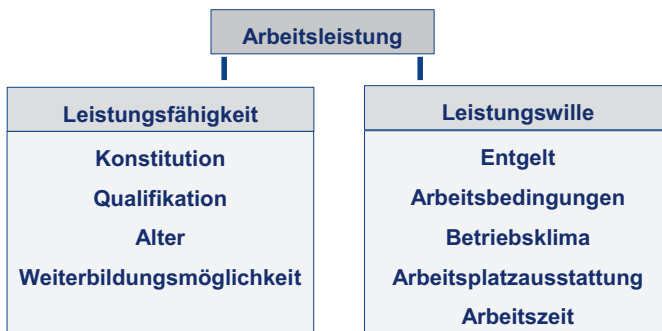 Arbeitsleistung
Leistungsfähigkeit
Konstitution
Qualifikation
Alter
Weiterbildungsmöglichkeit
Leistungswille
Entgelt
Arbeitsbedingungen
Betriebsklima
Arbeitsplatzausstattung
Arbeitszeit